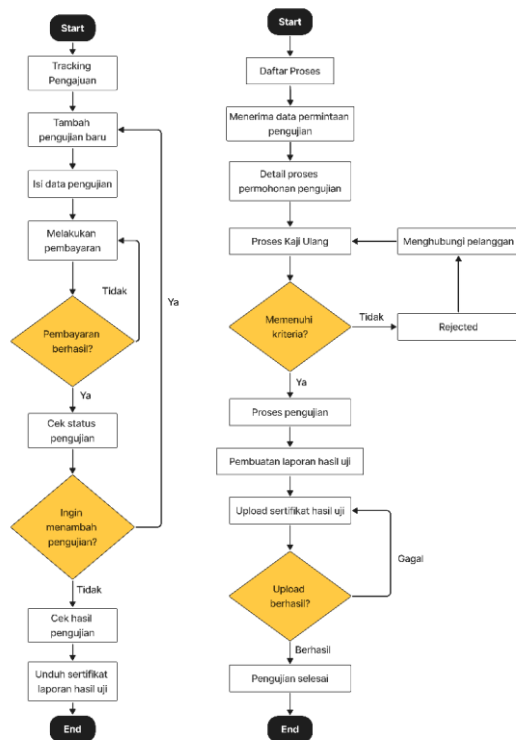 Start
Tracking
Pengajuan
Tambah
pengujian baru
Isi data pengujian
Melakukan
pembayaran
Tidak
Pembayaran
berhasil?
Ya
Ya
Cek status
pengujian
Ingin
menambah
pengujian?
Tidak
Cek hasil
pengujian
Unduh sertifikat
laporan hasil uji
End
Start
Daftar Proses
Menerima data permintaan
pengujian
Detail proses
permohonan pengujian
Proses Kaji Ulang
Menghubungi pelanggan
Memenuhi
kriteria?
Tidak
Rejected
Ya
Proses pengujian
Pembuatan laporan hasil uji
Upload sertifikat hasil uji
Gagal
Upload
berhasil?
Berhasil
Pengujian selesai
End